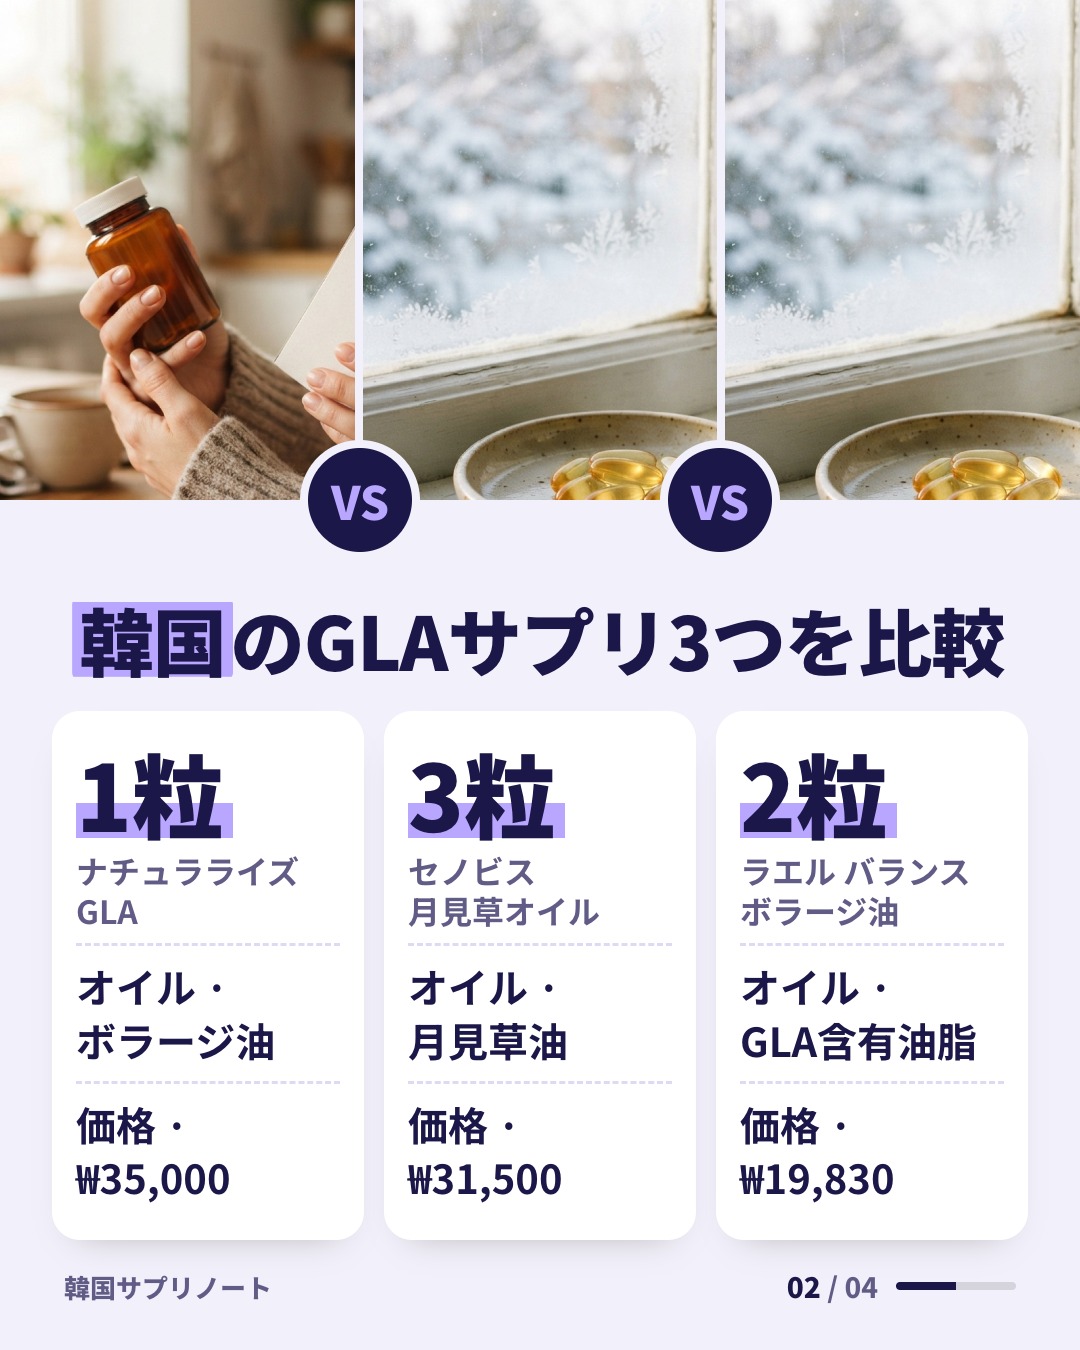 VS
VS
韓国のGLAサプリ3つを比較
1粒
ナチュラライズ
GLA
オイル・
ボラージ油
価格・
₩35,000
3粒
セノビス
月見草オイル
オイル・
月見草油
価格・
₩31,500
2粒
ラエル バランス
ボラージ油
オイル・
GLA含有油脂
価格・
₩19,830
韓国サプリノート
02 / 04